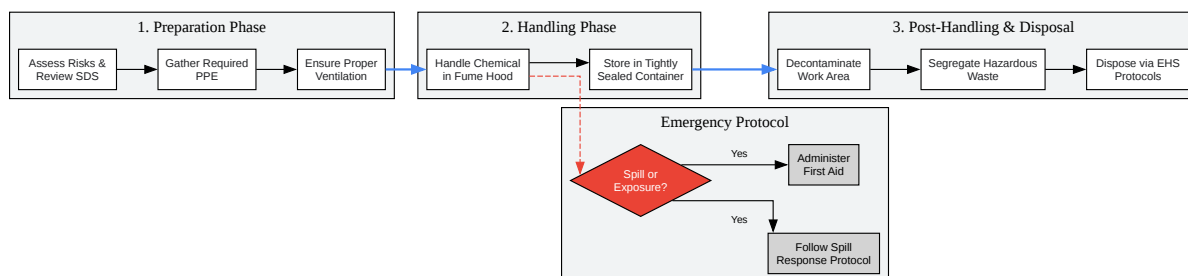 1. Preparation Phase
Assess Risks &
Review SDS
Gather Required
PPE
Ensure Proper
Ventilation
2. Handling Phase
Handle Chemical
in Fume Hood
Store in Tightly
Sealed Container
3. Post-Handling & Disposal
Decontaminate
Work Area
Segregate Hazardous
Waste
Dispose via EHS
Protocols
Emergency Protocol
Spill or
Exposure?
Yes
Administer
First Aid
Yes
Follow Spill
Response Protocol